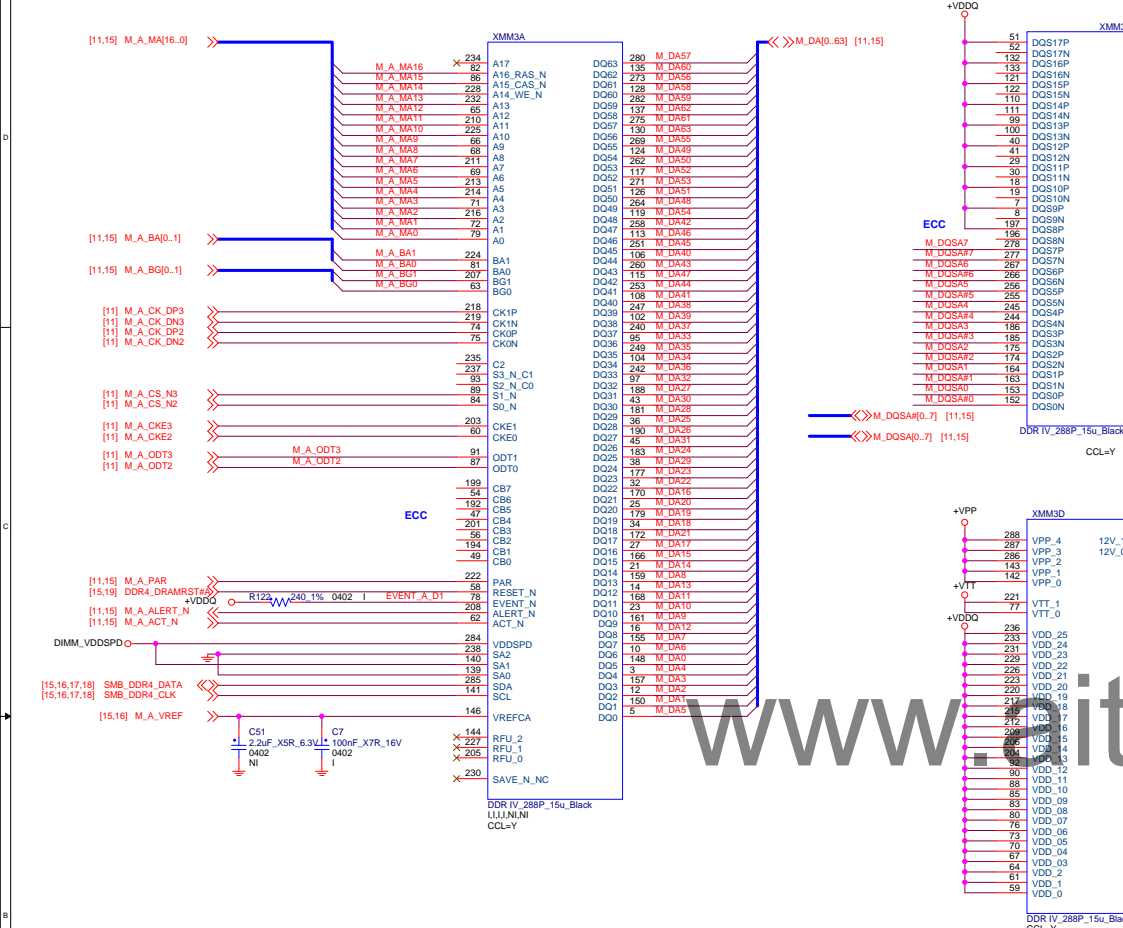 +VDDQ
[11,15] M_A_MA[16..0]
XMM3A
M_DA[0..63] [11,15]
XMM3
234 A17
M_A_MA16 82 A16_RAS_N
M_A_MA15 86 A15_CAS_N
M_A_MA14 228 A14_WE_N
M_A_MA13 232 A13
M_A_MA12 65 A12
M_A_MA11 210 A11
M_A_MA10 225 A10
M_A_MA9 66 A9
M_A_MA8 68 A8
M_A_MA7 211 A7
M_A_MA6 69 A6
M_A_MA5 213 A5
M_A_MA4 214 A4
M_A_MA3 71 A3
M_A_MA2 216 A2
M_A_MA1 72 A1
M_A_MA0 79 A0
[11,15] M_A_BA[0..1]
M_A_BA1 224 BA1
M_A_BA0 81 BA0
[11,15] M_A_BG[0..1]
M_A_BG1 207 BG1
M_A_BG0 63 BG0
[11] M_A_CK_DP3 218 CK1P
[11] M_A_CK_DN3 219 CK1N
[11] M_A_CK_DP2 74 CK0P
[11] M_A_CK_DN2 75 CK0N
235 C2
237 S3_N_C1
93 S2_N_C0
[11] M_A_CS_N3 89 S1_N
[11] M_A_CS_N2 84 S0_N
[11] M_A_CKE3 203 CKE1
[11] M_A_CKE2 60 CKE0
[11] M_A_ODT3 M_A_ODT3 91 ODT1
[11] M_A_ODT2 M_A_ODT2 87 ODT0
ECC
199 CB7
54 CB6
192 CB5
47 CB4
201 CB3
56 CB2
194 CB1
49 CB0
[11,15] M_A_PAR 222 PAR
[15,19] DDR4_DRAMRST#A 58 RESET_N
+VDDQ R122 240_1% 0402 I EVENT_A_D1 78 EVENT_N
[11,15] M_A_ALERT_N 208 ALERT_N
[11,15] M_A_ACT_N 62 ACT_N
DIMM_VDDSPD 284 VDDSPD
238 SA2
140 SA1
139 SA0
[15,16,17,18] SMB_DDR4_DATA 285 SDA
[15,16,17,18] SMB_DDR4_CLK 141 SCL
[15,16] M_A_VREF 146 VREFCA
C51
2.2uF_X5R_6.3V
0402
NI
C7
100nF_X7R_16V
0402
I
144 RFU_2
227 RFU_1
205 RFU_0
230 SAVE_N_NC
DQ63 280 M_DA57
DQ62 135 M_DA60
DQ61 273 M_DA56
DQ60 128 M_DA58
DQ59 282 M_DA59
DQ58 137 M_DA62
DQ57 275 M_DA61
DQ56 130 M_DA63
DQ55 269 M_DA55
DQ54 124 M_DA49
DQ53 262 M_DA50
DQ52 117 M_DA52
DQ51 271 M_DA53
DQ50 126 M_DA51
DQ49 264 M_DA48
DQ48 119 M_DA54
DQ47 258 M_DA42
DQ46 113 M_DA46
DQ45 251 M_DA45
DQ44 106 M_DA40
DQ43 260 M_DA43
DQ42 115 M_DA47
DQ41 253 M_DA44
DQ40 108 M_DA41
DQ39 247 M_DA38
DQ38 102 M_DA39
DQ37 240 M_DA37
DQ36 95 M_DA33
DQ35 249 M_DA35
DQ34 104 M_DA34
DQ33 242 M_DA36
DQ32 97 M_DA32
DQ31 188 M_DA27
DQ30 43 M_DA30
DQ29 181 M_DA28
DQ28 36 M_DA25
DQ27 190 M_DA26
DQ26 45 M_DA31
DQ25 183 M_DA24
DQ24 38 M_DA29
DQ23 177 M_DA23
DQ22 32 M_DA22
DQ21 170 M_DA16
DQ20 25 M_DA20
DQ19 179 M_DA19
DQ18 34 M_DA18
DQ17 172 M_DA21
DQ16 27 M_DA17
DQ15 166 M_DA15
DQ14 21 M_DA14
DQ13 159 M_DA8
DQ12 14 M_DA13
DQ11 168 M_DA11
DQ10 23 M_DA10
DQ9 161 M_DA9
DQ8 16 M_DA12
DQ7 155 M_DA7
DQ6 10 M_DA6
DQ5 148 M_DA0
DQ4 3 M_DA4
DQ3 157 M_DA3
DQ2 12 M_DA2
DQ1 150 M_DA1
DQ0 5 M_DA5
DDR IV_288P_15u_Black
I,I,I,I,NI,NI
CCL=Y
51 DQS17P
52 DQS17N
132 DQS16P
133 DQS16N
121 DQS15P
122 DQS15N
110 DQS14P
111 DQS14N
99 DQS13P
100 DQS13N
40 DQS12P
41 DQS12N
29 DQS11P
30 DQS11N
18 DQS10P
19 DQS10N
7 DQS9P
8 DQS9N
197 DQS8P
196 DQS8N
ECC
M_DQSA7 278 DQS7P
M_DQSA#7 277 DQS7N
M_DQSA6 267 DQS6P
M_DQSA#6 266 DQS6N
M_DQSA5 256 DQS5P
M_DQSA#5 255 DQS5N
M_DQSA4 245 DQS4P
M_DQSA#4 244 DQS4N
M_DQSA3 186 DQS3P
M_DQSA#3 185 DQS3N
M_DQSA2 175 DQS2P
M_DQSA#2 174 DQS2N
M_DQSA1 164 DQS1P
M_DQSA#1 163 DQS1N
M_DQSA0 153 DQS0P
M_DQSA#0 152 DQS0N
M_DQSA#[0..7] [11,15]
M_DQSA[0..7] [11,15]
DDR IV_288P_15u_Black
CCL=Y
+VPP
XMM3D
288 VPP_4 12V_1
287 VPP_3 12V_0
286 VPP_2
143 VPP_1
142 VPP_0
+VTT
221 VTT_1
77 VTT_0
+VDDQ
236 VDD_25
233 VDD_24
231 VDD_23
229 VDD_22
226 VDD_21
223 VDD_20
220 VDD_19
217 VDD_18
215 VDD_17
212 VDD_16
209 VDD_15
206 VDD_14
204 VDD_13
92 VDD_12
90 VDD_11
88 VDD_10
85 VDD_09
83 VDD_08
80 VDD_07
76 VDD_06
73 VDD_05
70 VDD_04
67 VDD_03
64 VDD_2
61 VDD_1
59 VDD_0
DDR IV_288P_15u_Bla
CCL=Y
www.ait
D
C
B